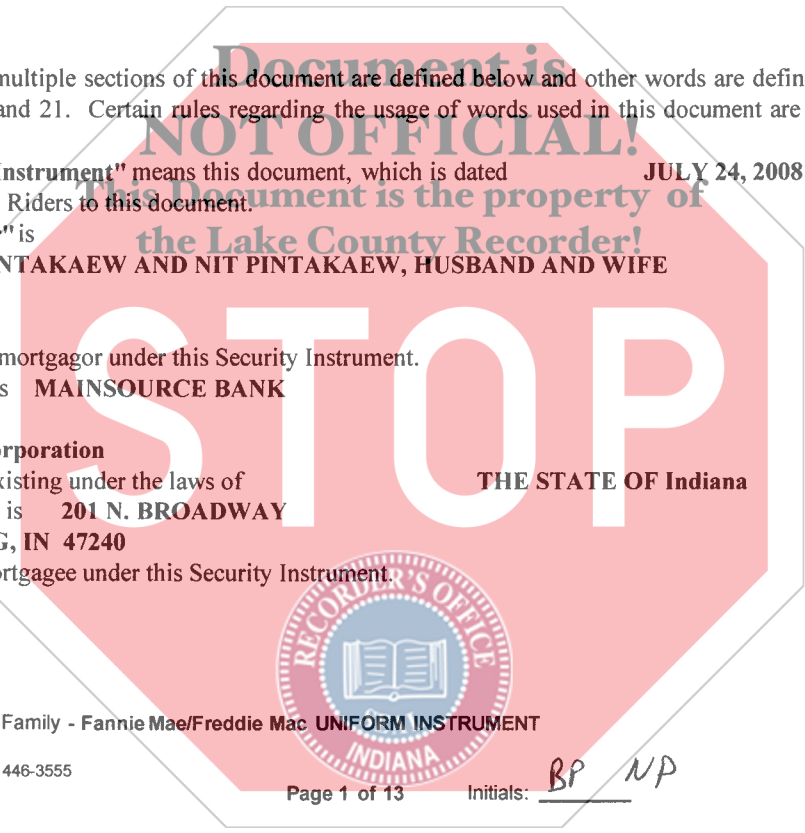 Document is
multiple sections of this document are defined below and other words are defin
NOT OFFICIAL!
and 21. Certain rules regarding the usage of words used in this document are
Instrument" means this document, which is dated JULY 24, 2008
This Document is the property of
Riders to this document.
" is
the Lake County Recorder!
NTAKAEW AND NIT PINTAKAEW, HUSBAND AND WIFE
STOP
mortgagor under this Security Instrument.
s MAINSOURCE BANK
rporation
xisting under the laws of THE STATE OF Indiana
is 201 N. BROADWAY
G, IN 47240
ortgagee under this Security Instrument.
RECORDER'S OFFICE
SEAL
INDIANA
Family - Fannie Mae/Freddie Mac UNIFORM INSTRUMENT
446-3555
Page 1 of 13 Initials: BP NP